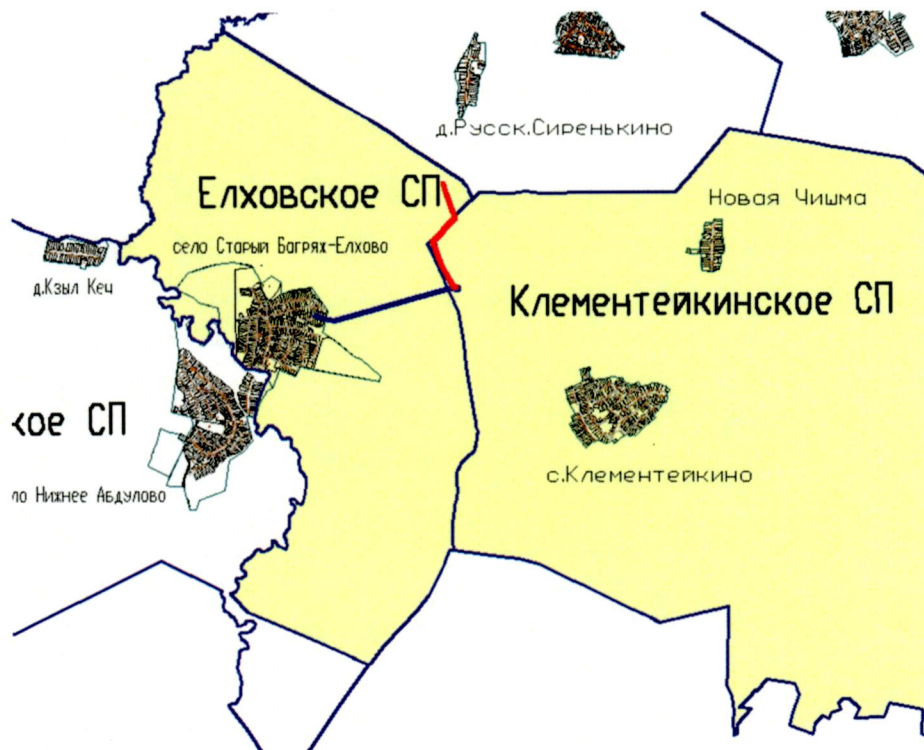 д.Русск.Сиренькино
Елховское СП
Новая Чишма
село Старый Багрях-Елхово
д.Кзыл Кеч
Клементейкинское СП
кое СП
с.Клементейкино
ло Нижнее Абдулово